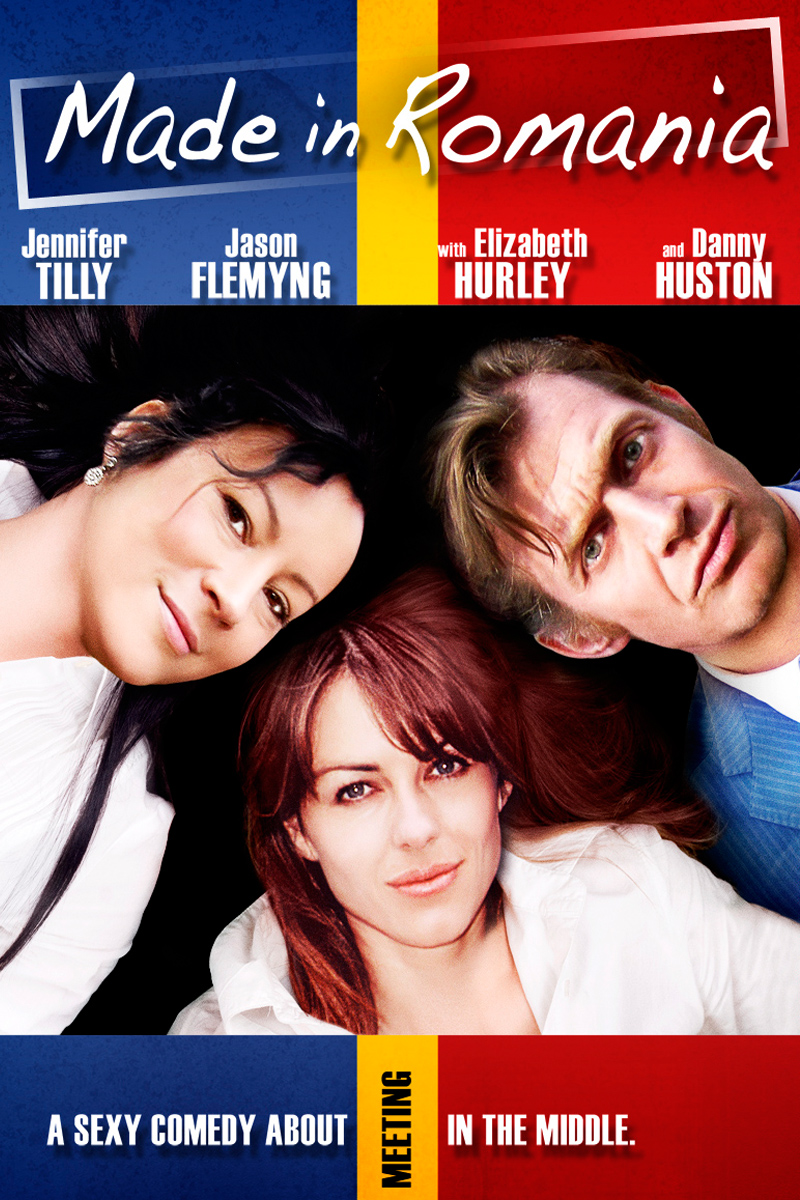 Made in Romania
Jennifer TILLY
Jason FLEMYNG
with Elizabeth HURLEY
and Danny HUSTON
A SEXY COMEDY ABOUT MEETING IN THE MIDDLE.